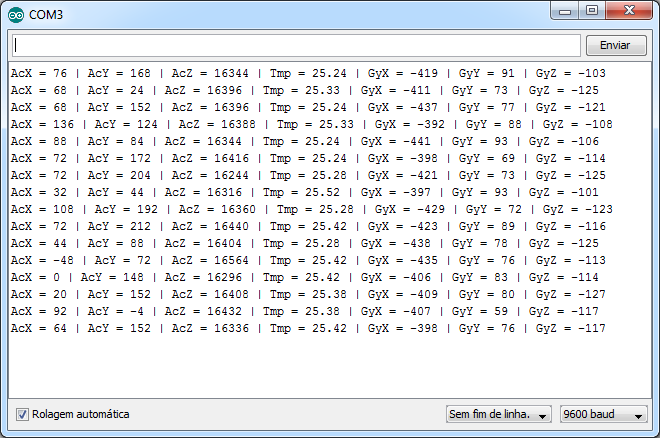 COM3
Enviar
AcX = 76 | AcY = 168 | AcZ = 16344 | Tmp = 25.24 | GyX = -419 | GyY = 91 | GyZ = -103
AcX = 68 | AcY = 24 | AcZ = 16396 | Tmp = 25.33 | GyX = -411 | GyY = 73 | GyZ = -125
AcX = 68 | AcY = 152 | AcZ = 16396 | Tmp = 25.24 | GyX = -437 | GyY = 77 | GyZ = -121
AcX = 136 | AcY = 124 | AcZ = 16388 | Tmp = 25.33 | GyX = -392 | GyY = 88 | GyZ = -108
AcX = 88 | AcY = 84 | AcZ = 16344 | Tmp = 25.24 | GyX = -441 | GyY = 93 | GyZ = -106
AcX = 72 | AcY = 172 | AcZ = 16416 | Tmp = 25.24 | GyX = -398 | GyY = 69 | GyZ = -114
AcX = 72 | AcY = 204 | AcZ = 16244 | Tmp = 25.28 | GyX = -421 | GyY = 73 | GyZ = -125
AcX = 32 | AcY = 44 | AcZ = 16316 | Tmp = 25.52 | GyX = -397 | GyY = 93 | GyZ = -101
AcX = 108 | AcY = 192 | AcZ = 16360 | Tmp = 25.28 | GyX = -429 | GyY = 72 | GyZ = -123
AcX = 72 | AcY = 212 | AcZ = 16440 | Tmp = 25.42 | GyX = -423 | GyY = 89 | GyZ = -116
AcX = 44 | AcY = 88 | AcZ = 16404 | Tmp = 25.28 | GyX = -438 | GyY = 78 | GyZ = -125
AcX = -48 | AcY = 72 | AcZ = 16564 | Tmp = 25.42 | GyX = -435 | GyY = 76 | GyZ = -113
AcX = 0 | AcY = 148 | AcZ = 16296 | Tmp = 25.42 | GyX = -406 | GyY = 83 | GyZ = -114
AcX = 20 | AcY = 152 | AcZ = 16408 | Tmp = 25.38 | GyX = -409 | GyY = 80 | GyZ = -127
AcX = 92 | AcY = -4 | AcZ = 16432 | Tmp = 25.38 | GyX = -407 | GyY = 59 | GyZ = -117
AcX = 64 | AcY = 152 | AcZ = 16336 | Tmp = 25.42 | GyX = -398 | GyY = 76 | GyZ = -117
Rolagem automática Sem fim de linha. 9600 baud